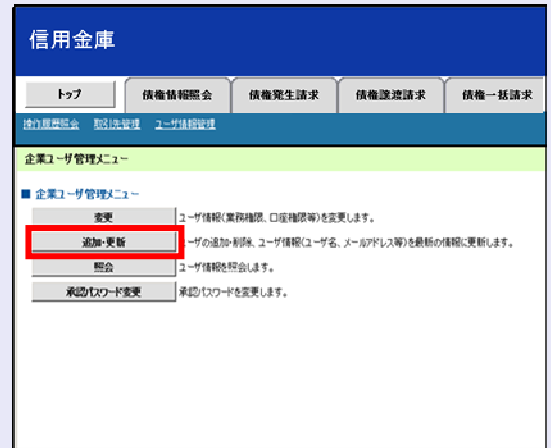 信用金庫
トップ 債権情報照会 債権発生請求 債権譲渡請求 債権一括請求
操作履歴照会 取引先管理 ユーザ情報管理
企業ユーザ管理メニュー
■ 企業ユーザ管理メニュー
変更 ユーザ情報(業務権限、口座権限等)を変更します。
追加・更新 ユーザの追加・削除、ユーザ情報(ユーザ名、メールアドレス等)を最新の情報に更新します。
照会 ユーザ情報を照会します。
承認パスワード変更 承認パスワードを変更します。